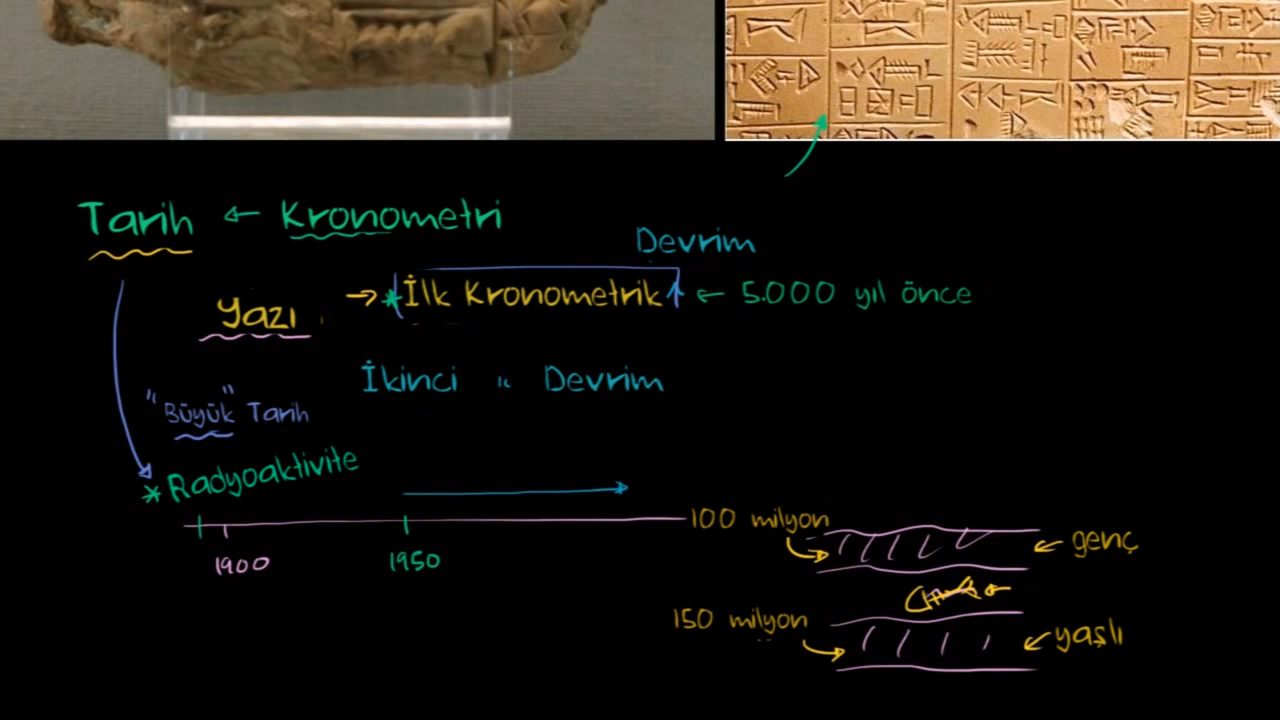 Tarih ← Kronometri
Devrim
Yazı → * İlk Kronometrik ← 5.000 yıl önce
İkinci " Devrim
"Büyük" Tarih
* Radyoaktivite
1900
1950
100 milyon
genç
150 milyon
yaşlı